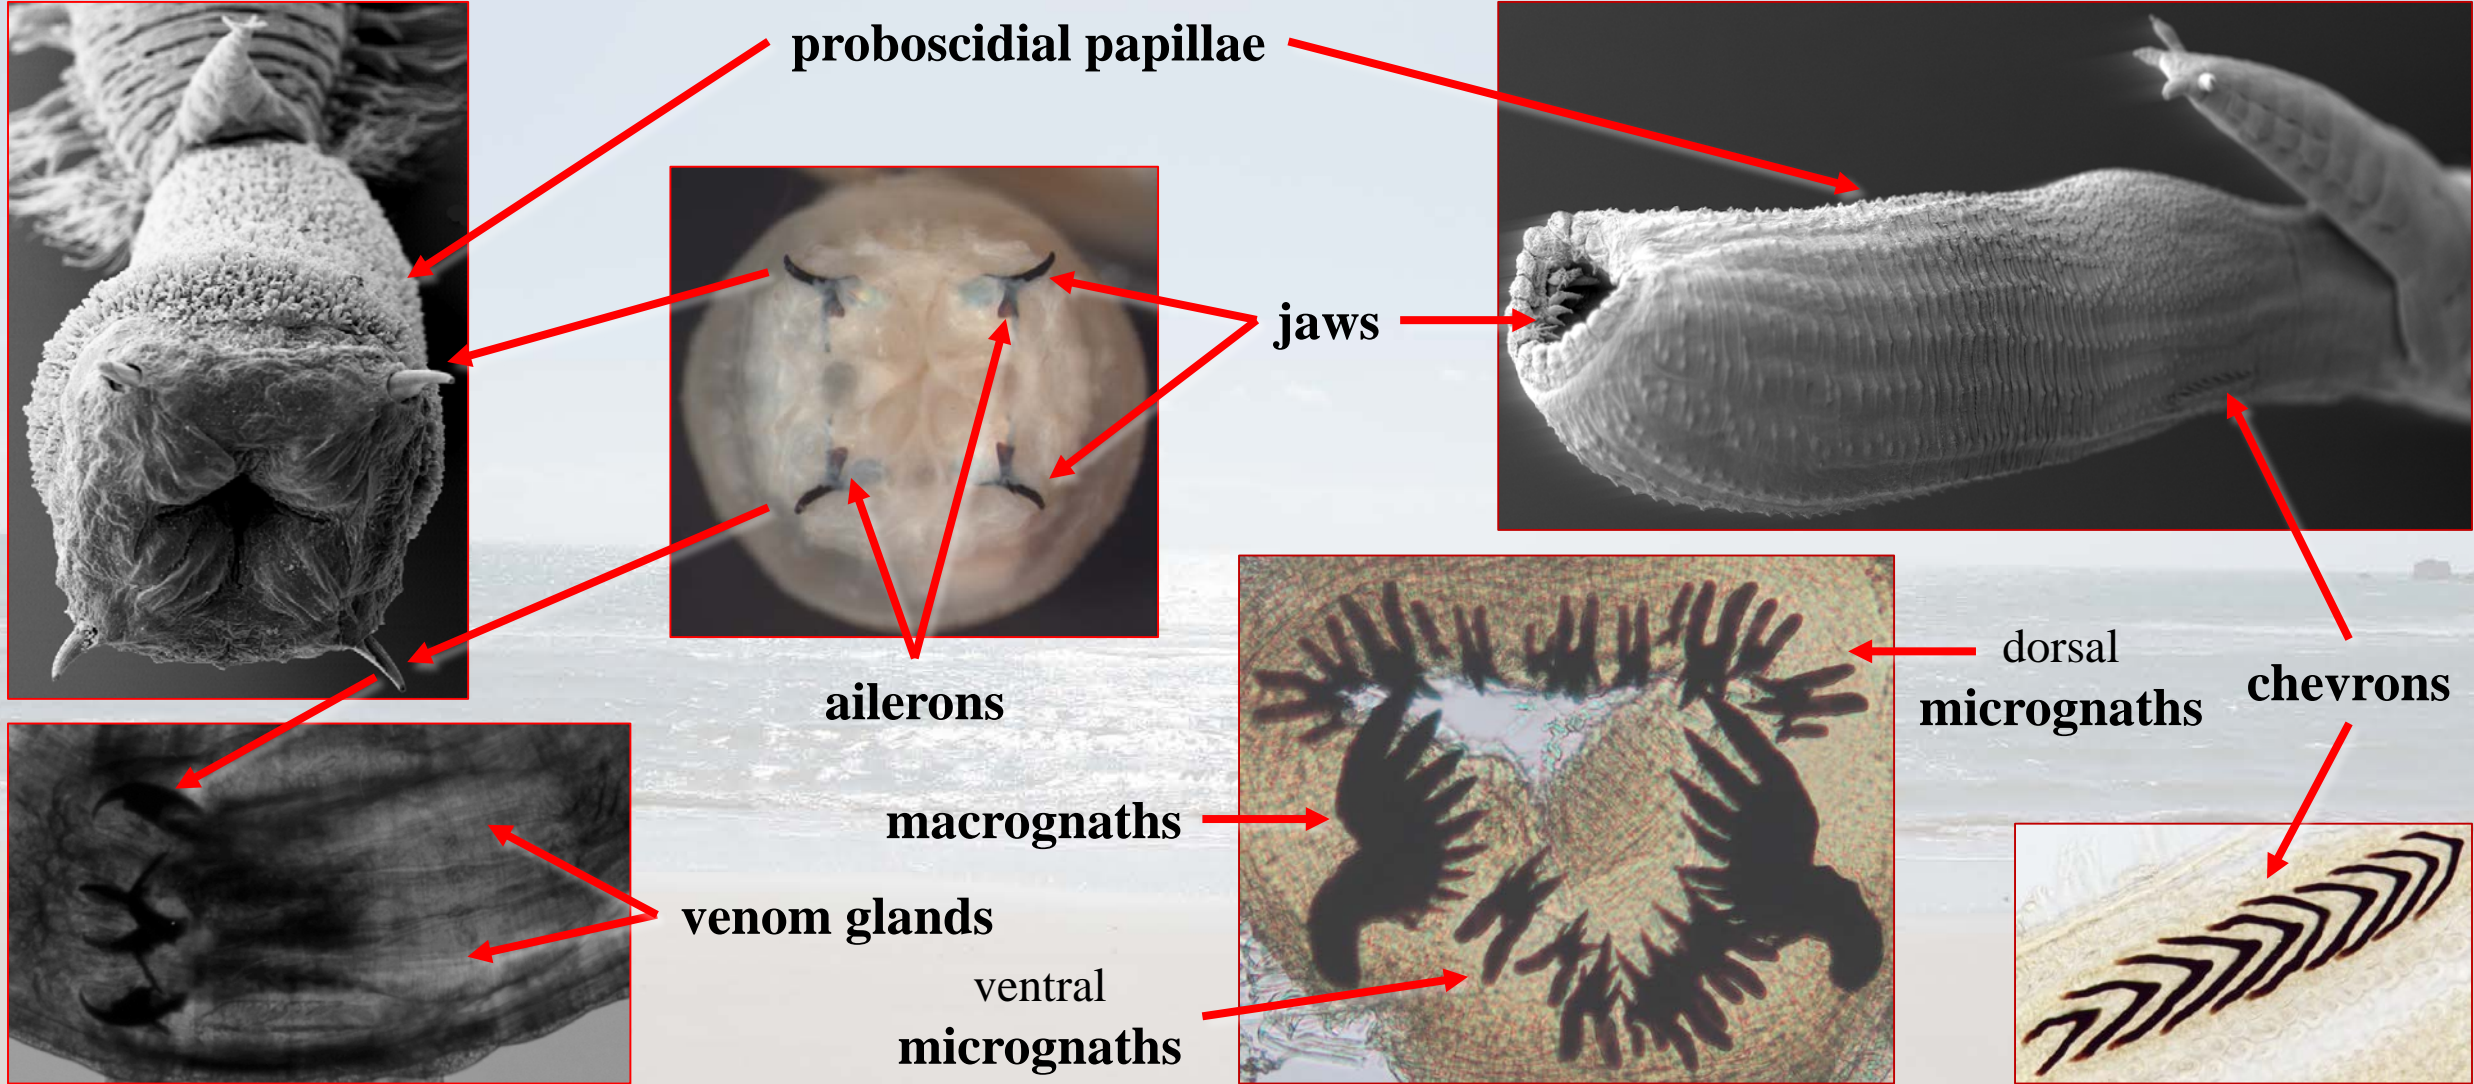 proboscidial papillae
jaws
ailerons
dorsal
micrognaths
chevrons
macrognaths
venom glands
ventral
micrognaths